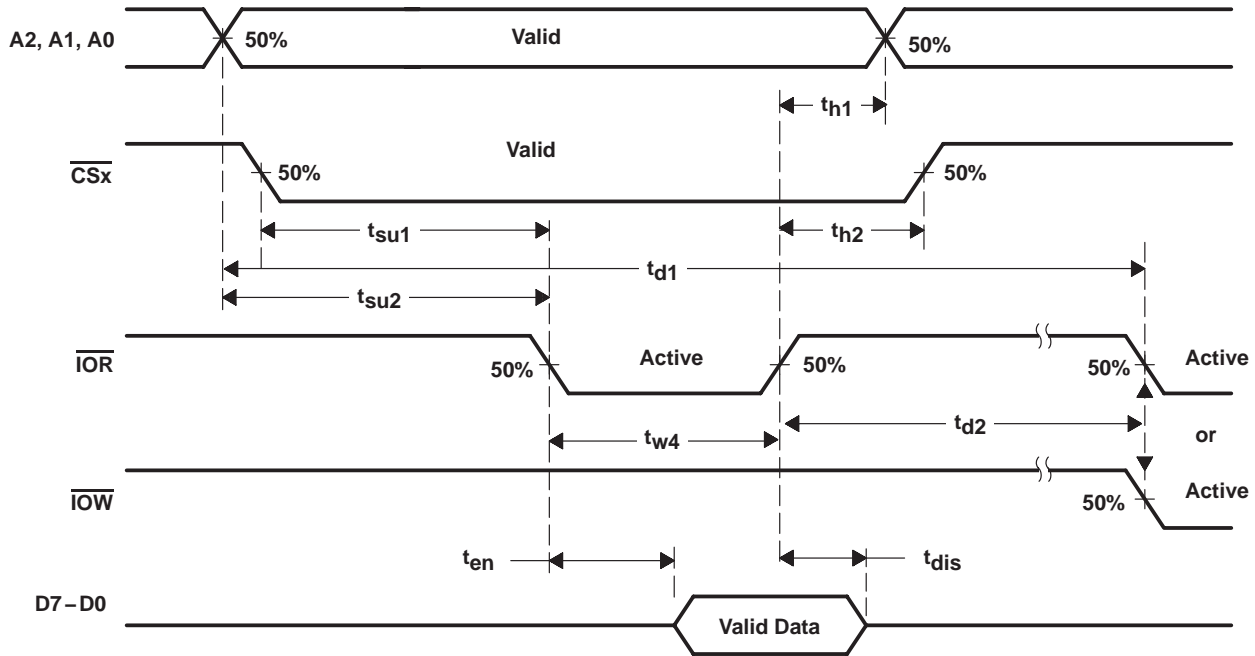 A2, A1, A0
50%
Valid
50%
th1
CSx
50%
Valid
50%
tsu1
th2
td1
tsu2
IOR
50%
Active
50%
50%
Active
tw4
td2
or
IOW
50%
Active
ten
tdis
D7–D0
Valid Data